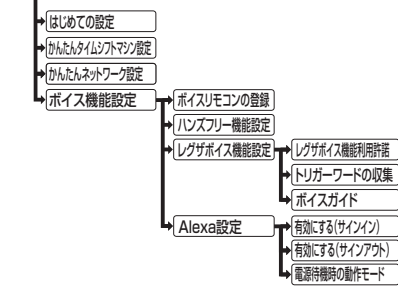 はじめての設定
かんたんタイムシフトマシン設定
かんたんネットワーク設定
ボイス機能設定
ボイスリモコンの登録
ハンズフリー機能設定
レグザボイス機能設定
レグザボイス機能利用許諾
トリガーワードの収集
ボイスガイド
Alexa設定
有効にする(サインイン)
有効にする(サインアウト)
電源待機時の動作モード